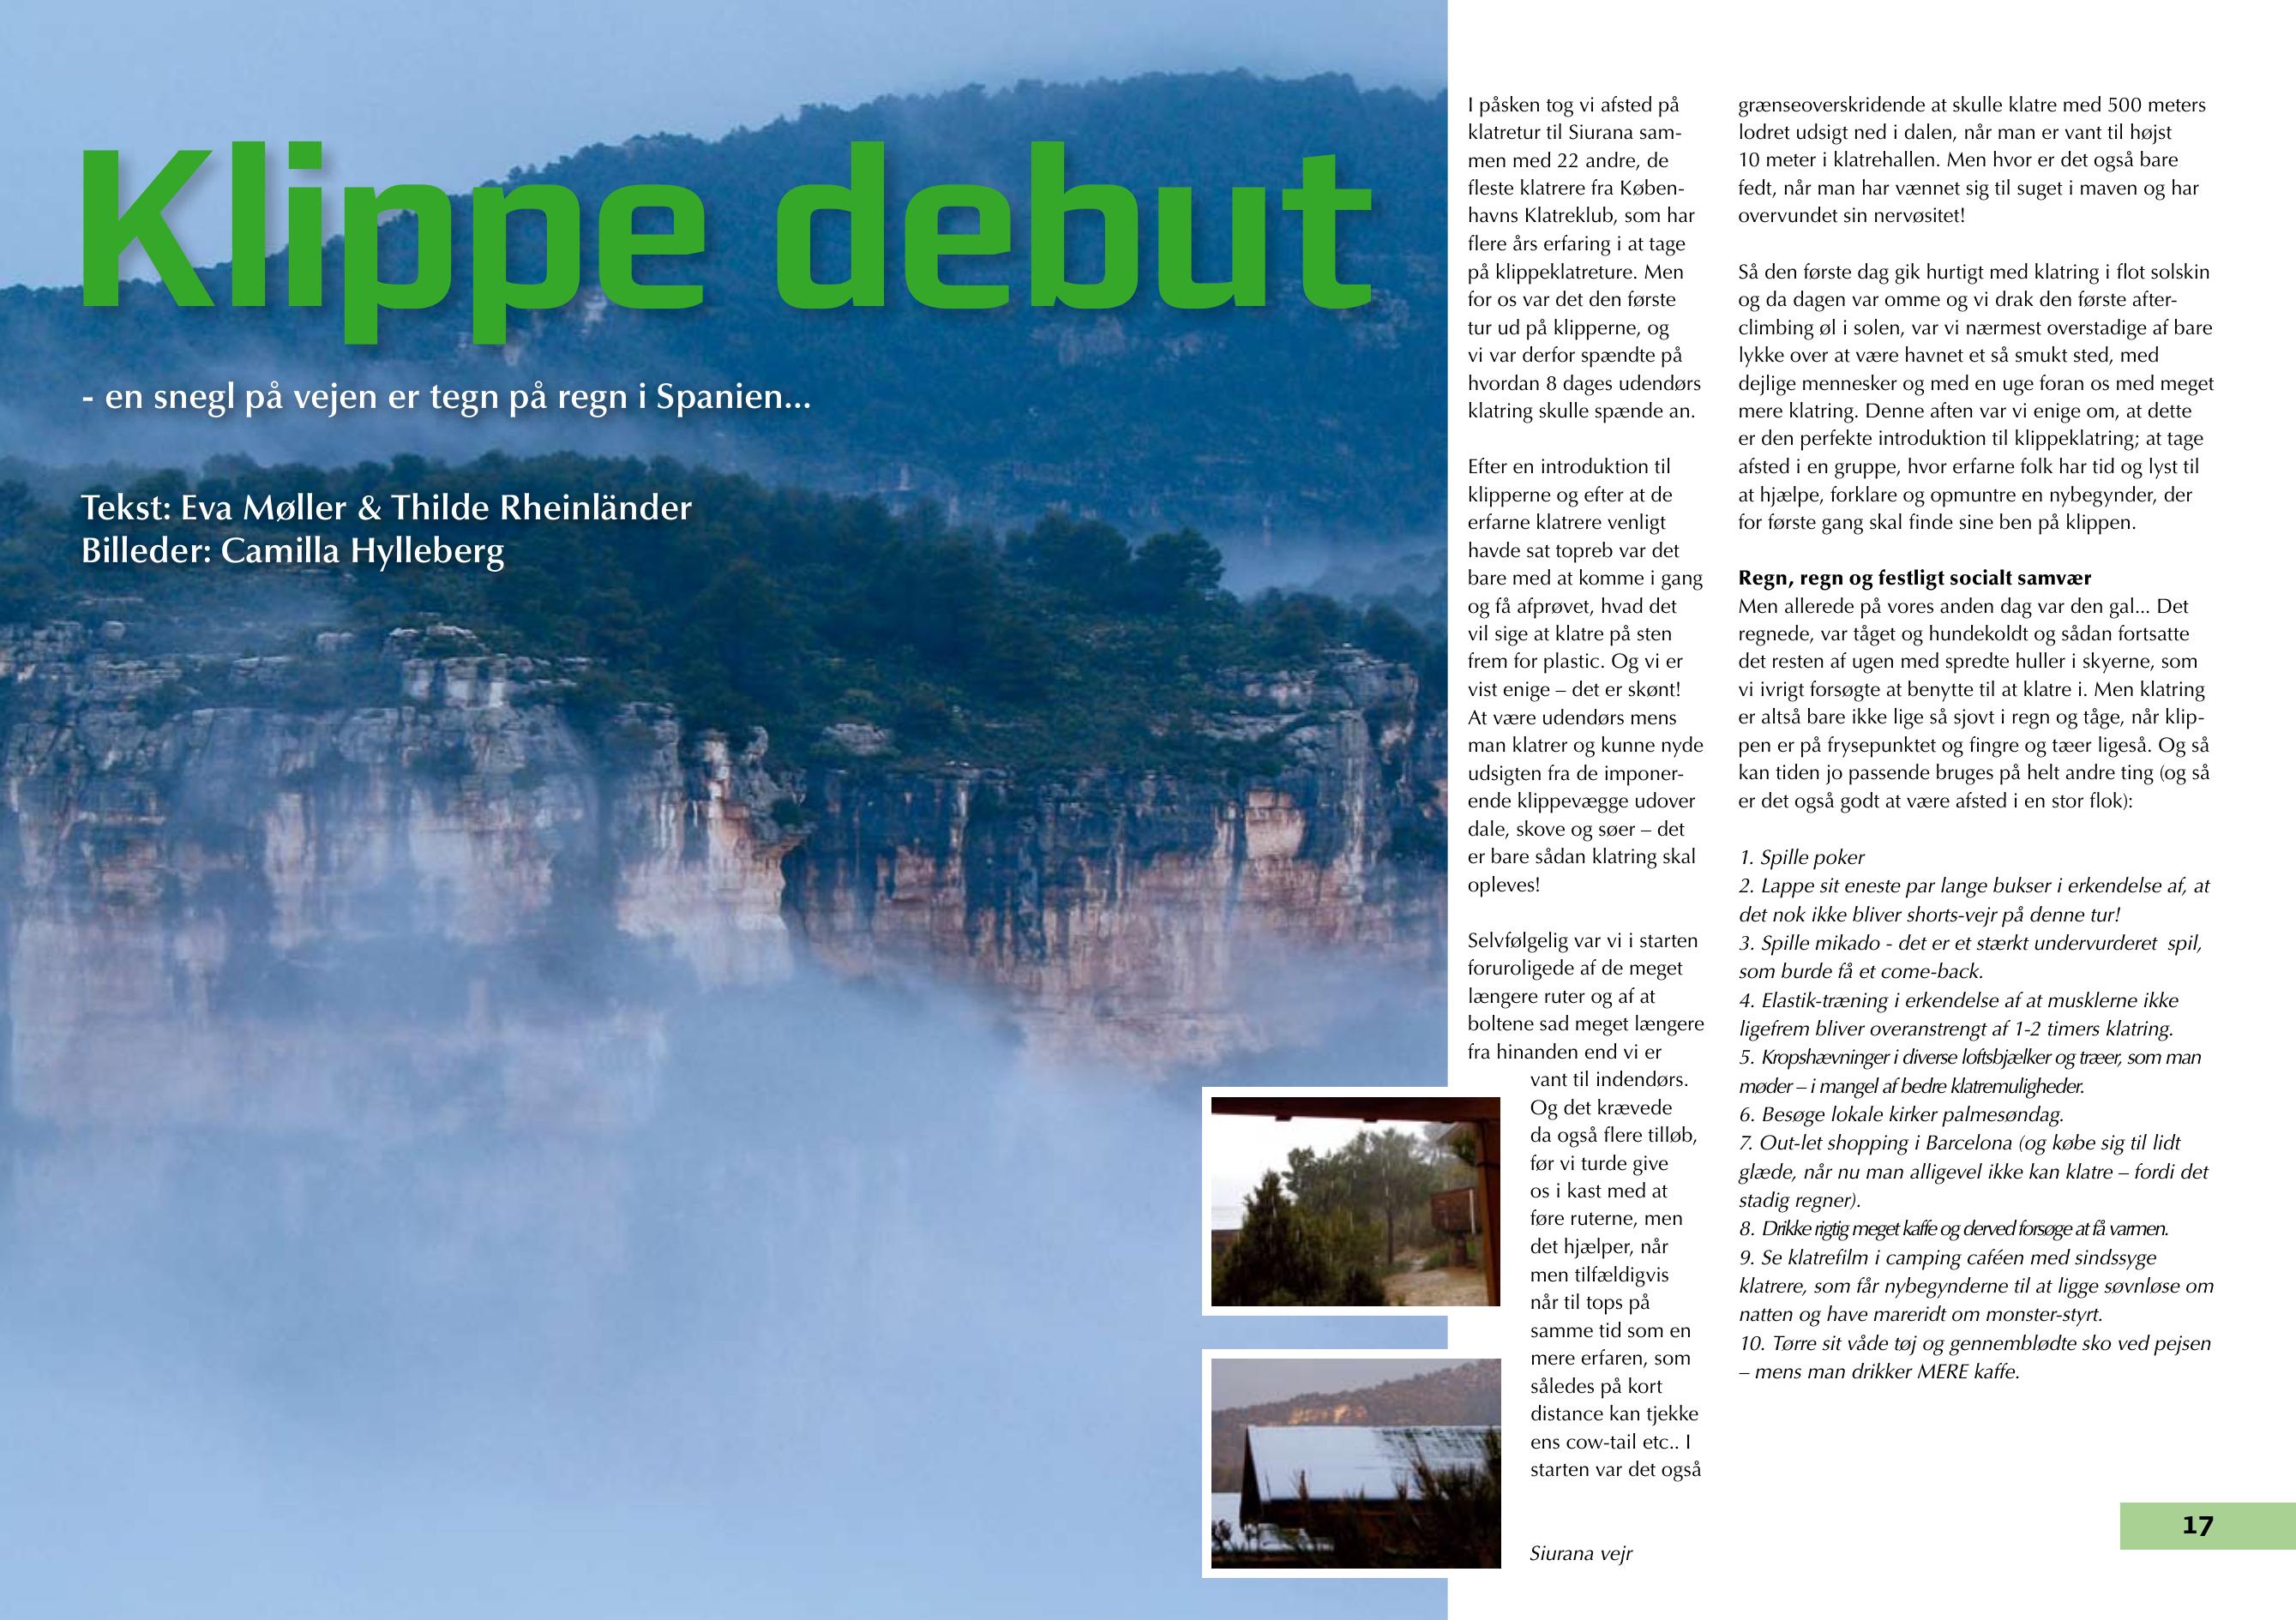 Klippe debut
- en snegl på vejen er tegn på regn i Spanien...
Tekst: Eva Møller & Thilde Rheinländer
Billeder: Camilla Hylleberg
I påsken tog vi afsted på
klatretur til Siurana sam-
men med 22 andre, de
fleste klatrere fra Køben-
havns Klatreklub, som har
flere års erfaring i at tage
på klippeklatreture. Men
for os var det den første
tur ud på klipperne, og
vi var derfor spændte på
hvordan 8 dages udendørs
klatring skulle spænde an.
Efter en introduktion til
klipperne og efter at de
erfarne klatrere venligt
havde sat topreb var det
bare med at komme i gang
og få afprøvet, hvad det
vil sige at klatre på sten
frem for plastic. Og vi er
vist enige – det er skønt!
At være udendørs mens
man klatrer og kunne nyde
udsigten fra de imponer-
ende klippevægge udover
dale, skove og søer – det
er bare sådan klatring skal
opleves!
Selvfølgelig var vi i starten
foruroligede af de meget
længere ruter og af at
boltene sad meget længere
fra hinanden end vi er
vant til indendørs.
Og det krævede
da også flere tilløb,
før vi turde give
os i kast med at
føre ruterne, men
det hjælper, når
men tilfældigvis
når til tops på
samme tid som en
mere erfaren, som
således på kort
distance kan tjekke
ens cow-tail etc.. I
starten var det også
Siurana vejr
grænseoverskridende at skulle klatre med 500 meters
lodret udsigt ned i dalen, når man er vant til højst
10 meter i klatrehallen. Men hvor er det også bare
fedt, når man har vænnet sig til suget i maven og har
overvundet sin nervøsitet!
Så den første dag gik hurtigt med klatring i flot solskin
og da dagen var omme og vi drak den første after-
climbing øl i solen, var vi nærmest overstadige af bare
lykke over at være havnet et så smukt sted, med
dejlige mennesker og med en uge foran os med meget
mere klatring. Denne aften var vi enige om, at dette
er den perfekte introduktion til klippeklatring; at tage
afsted i en gruppe, hvor erfarne folk har tid og lyst til
at hjælpe, forklare og opmuntre en nybegynder, der
for første gang skal finde sine ben på klippen.
Regn, regn og festligt socialt samvær
Men allerede på vores anden dag var den gal... Det
regnede, var tåget og hundekoldt og sådan fortsatte
det resten af ugen med spredte huller i skyerne, som
vi ivrigt forsøgte at benytte til at klatre i. Men klatring
er altså bare ikke lige så sjovt i regn og tåge, når klip-
pen er på frysepunktet og fingre og tæer ligeså. Og så
kan tiden jo passende bruges på helt andre ting (og så
er det også godt at være afsted i en stor flok):
1. Spille poker
2. Lappe sit eneste par lange bukser i erkendelse af, at
det nok ikke bliver shorts-vejr på denne tur!
3. Spille mikado - det er et stærkt undervurderet  spil,
som burde få et come-back.
4. Elastik-træning i erkendelse af at musklerne ikke
ligefrem bliver overanstrengt af 1-2 timers klatring.
5. Kropshævninger i diverse loftsbjælker og træer, som man
møder – i mangel af bedre klatremuligheder.
6. Besøge lokale kirker palmesøndag.
7. Out-let shopping i Barcelona (og købe sig til lidt
glæde, når nu man alligevel ikke kan klatre – fordi det
stadig regner).
8. Drikke rigtig meget kaffe og derved forsøge at få varmen.
9. Se klatrefilm i camping caféen med sindssyge
klatrere, som får nybegynderne til at ligge søvnløse om
natten og have mareridt om monster-styrt.
10. Tørre sit våde tøj og gennemblødte sko ved pejsen
– mens man drikker MERE kaffe.
17